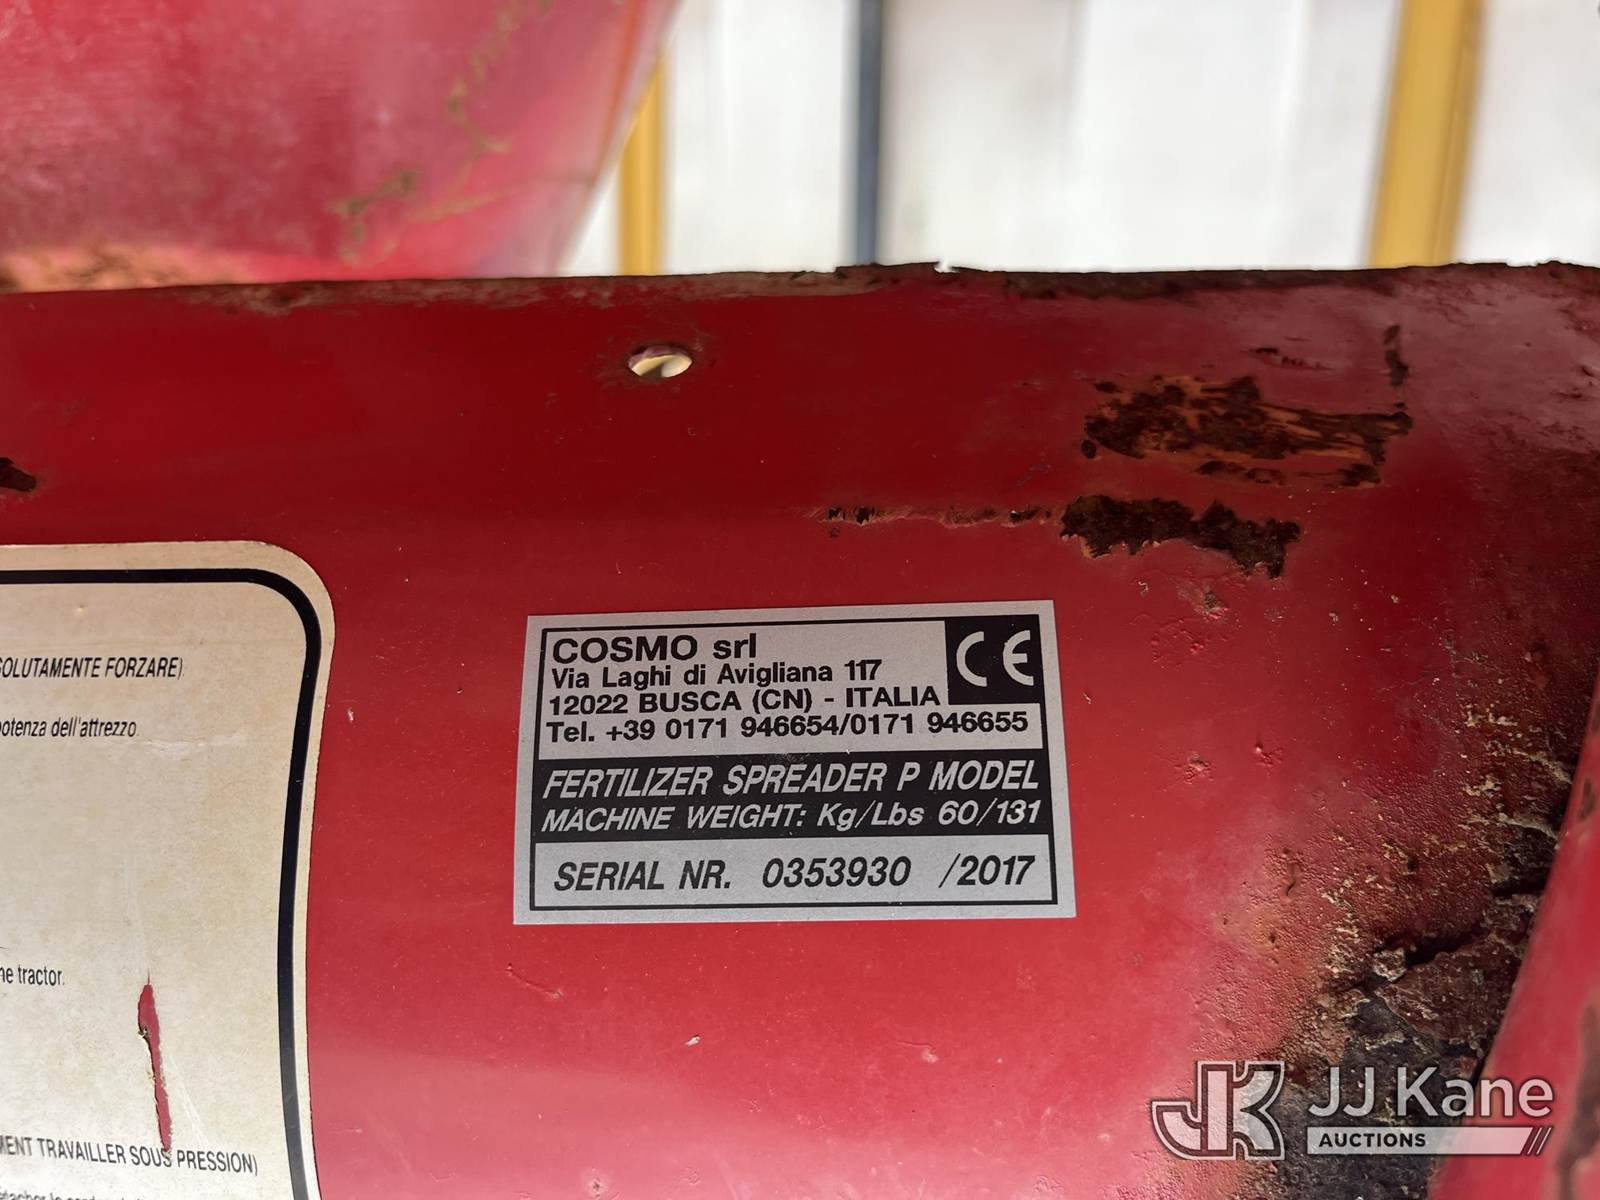 COSMO srl
Via Laghi di Avigliana 117
12022 BUSCA (CN) - ITALIA
Tel. +39 0171 946654/0171 946655
CE
FERTILIZER SPREADER P MODEL
MACHINE WEIGHT: Kg/Lbs 60/131
SERIAL NR. 0353930 /2017
SOLUTAMENTE FORZARE).
potenza dell'attrezzo.
he tractor.
MENT TRAVAILLER SOUS PRESSION)
JK JJ Kane
AUCTIONS